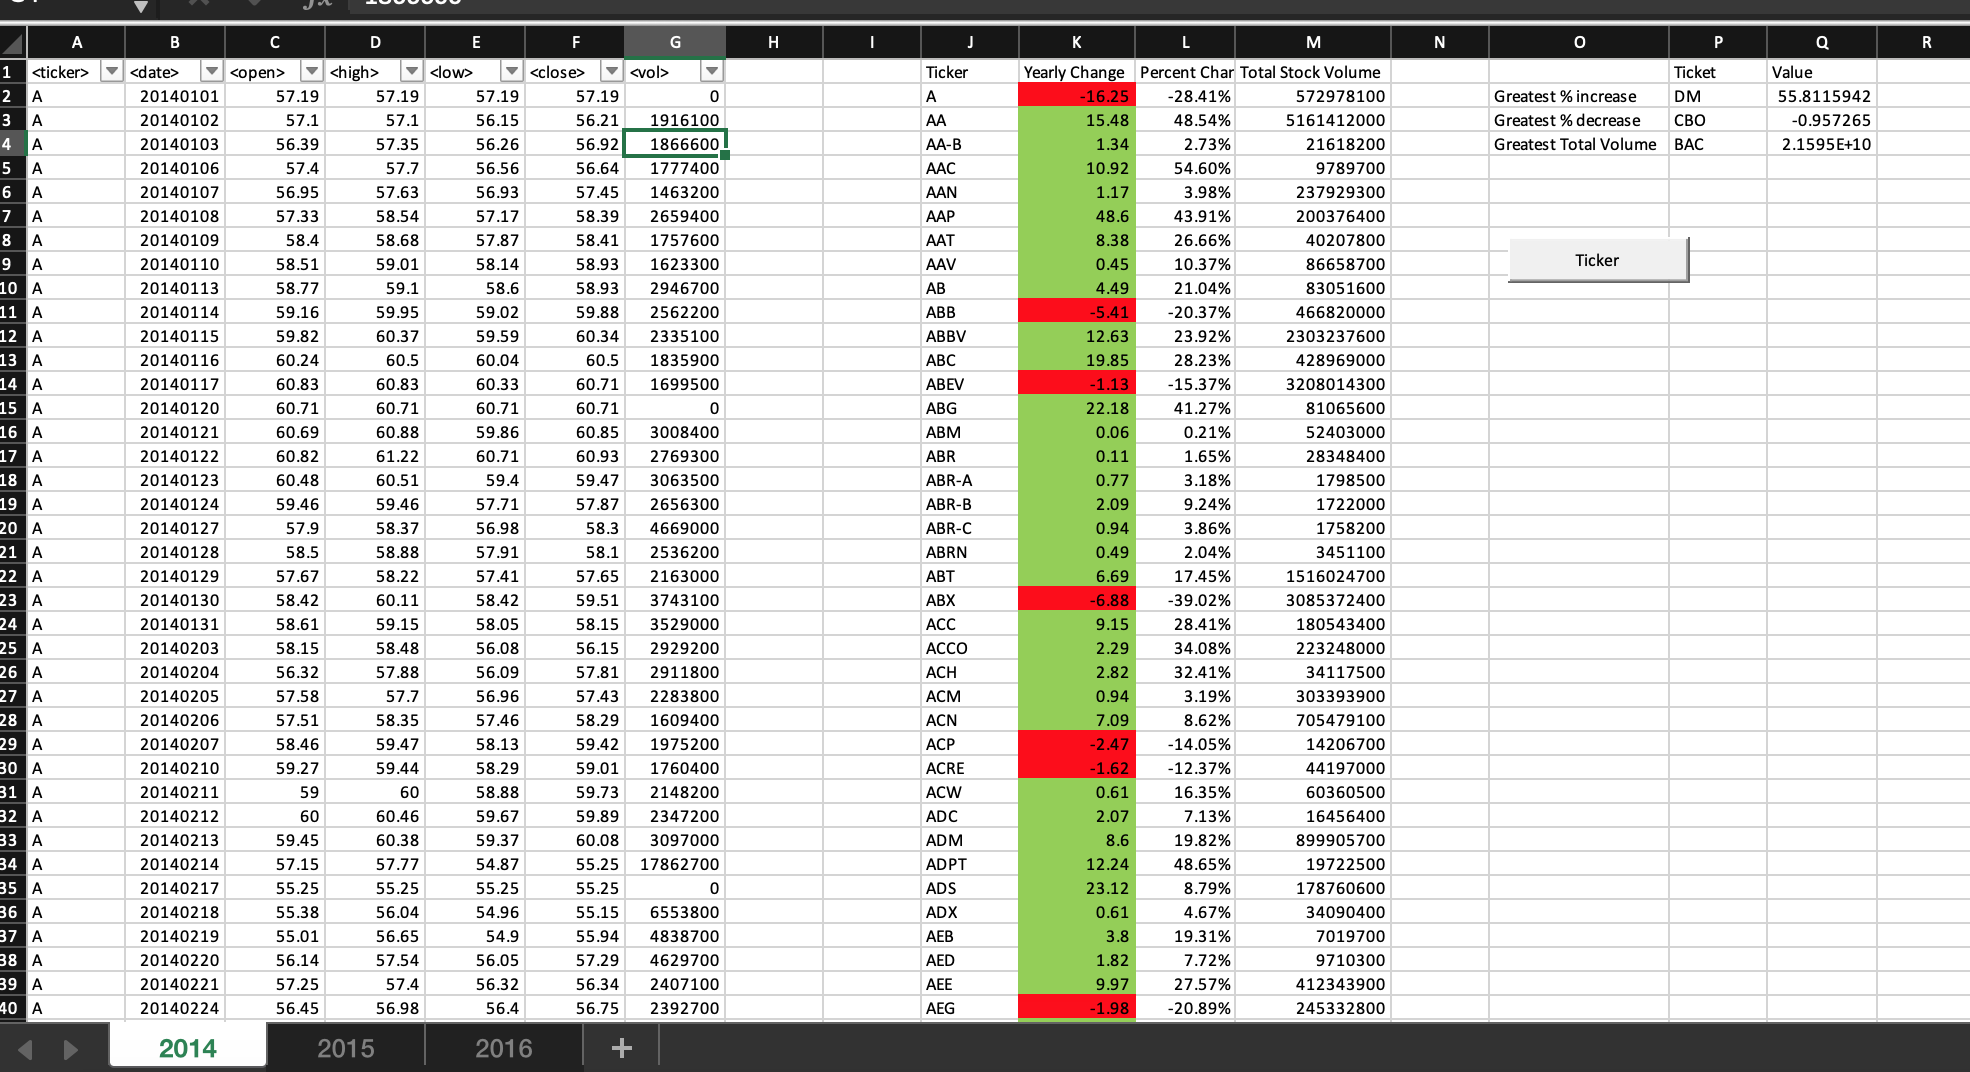 A B C D E F G H I J K L M N O P Q R
1 <ticker> <date> <open> <high> <low> <close> <vol> Ticker Yearly Change Percent Char Total Stock Volume Ticket Value
2 A 20140101 57.19 57.19 57.19 57.19 0 A -16.25 -28.41% 572978100 Greatest % increase DM 55.8115942
3 A 20140102 57.1 57.1 56.15 56.21 1916100 AA 15.48 48.54% 5161412000 Greatest % decrease CBO -0.957265
4 A 20140103 56.39 57.35 56.26 56.92 1866600 AA-B 1.34 2.73% 21618200 Greatest Total Volume BAC 2.1595E+10
5 A 20140106 57.4 57.7 56.56 56.64 1777400 AAC 10.92 54.60% 9789700
6 A 20140107 56.95 57.63 56.93 57.45 1463200 AAN 1.17 3.98% 237929300
7 A 20140108 57.33 58.54 57.17 58.39 2659400 AAP 48.6 43.91% 200376400
8 A 20140109 58.4 58.68 57.87 58.41 1757600 AAT 8.38 26.66% 40207800
9 A 20140110 58.51 59.01 58.14 58.93 1623300 AAV 0.45 10.37% 86658700 Ticker
10 A 20140113 58.77 59.1 58.6 58.93 2946700 AB 4.49 21.04% 83051600
11 A 20140114 59.16 59.95 59.02 59.88 2562200 ABB -5.41 -20.37% 466820000
12 A 20140115 59.82 60.37 59.59 60.34 2335100 ABBV 12.63 23.92% 2303237600
13 A 20140116 60.24 60.5 60.04 60.5 1835900 ABC 19.85 28.23% 428969000
14 A 20140117 60.83 60.83 60.33 60.71 1699500 ABEV -1.13 -15.37% 3208014300
15 A 20140120 60.71 60.71 60.71 60.71 0 ABG 22.18 41.27% 81065600
16 A 20140121 60.69 60.88 59.86 60.85 3008400 ABM 0.06 0.21% 52403000
17 A 20140122 60.82 61.22 60.71 60.93 2769300 ABR 0.11 1.65% 28348400
18 A 20140123 60.48 60.51 59.4 59.47 3063500 ABR-A 0.77 3.18% 1798500
19 A 20140124 59.46 59.46 57.71 57.87 2656300 ABR-B 2.09 9.24% 1722000
20 A 20140127 57.9 58.37 56.98 58.3 4669000 ABR-C 0.94 3.86% 1758200
21 A 20140128 58.5 58.88 57.91 58.1 2536200 ABRN 0.49 2.04% 3451100
22 A 20140129 57.67 58.22 57.41 57.65 2163000 ABT 6.69 17.45% 1516024700
23 A 20140130 58.42 60.11 58.42 59.51 3743100 ABX -6.88 -39.02% 3085372400
24 A 20140131 58.61 59.15 58.05 58.15 3529000 ACC 9.15 28.41% 180543400
25 A 20140203 58.15 58.48 56.08 56.15 2929200 ACCO 2.29 34.08% 223248000
26 A 20140204 56.32 57.88 56.09 57.81 2911800 ACH 2.82 32.41% 34117500
27 A 20140205 57.58 57.7 56.96 57.43 2283800 ACM 0.94 3.19% 303393900
28 A 20140206 57.51 58.35 57.46 58.29 1609400 ACN 7.09 8.62% 705479100
29 A 20140207 58.46 59.47 58.13 59.42 1975200 ACP -2.47 -14.05% 14206700
30 A 20140210 59.27 59.44 58.29 59.01 1760400 ACRE -1.62 -12.37% 44197000
31 A 20140211 59 60 58.88 59.73 2148200 ACW 0.61 16.35% 60360500
32 A 20140212 60 60.46 59.67 59.89 2347200 ADC 2.07 7.13% 16456400
33 A 20140213 59.45 60.38 59.37 60.08 3097000 ADM 8.6 19.82% 899905700
34 A 20140214 57.15 57.77 54.87 55.25 17862700 ADPT 12.24 48.65% 19722500
35 A 20140217 55.25 55.25 55.25 55.25 0 ADS 23.12 8.79% 178760600
36 A 20140218 55.38 56.04 54.96 55.15 6553800 ADX 0.61 4.67% 34090400
37 A 20140219 55.01 56.65 54.9 55.94 4838700 AEB 3.8 19.31% 7019700
38 A 20140220 56.14 57.54 56.05 57.29 4629700 AED 1.82 7.72% 9710300
39 A 20140221 57.25 57.4 56.32 56.34 2407100 AEE 9.97 27.57% 412343900
40 A 20140224 56.45 56.98 56.4 56.75 2392700 AEG -1.98 -20.89% 245332800
2014 2015 2016 +